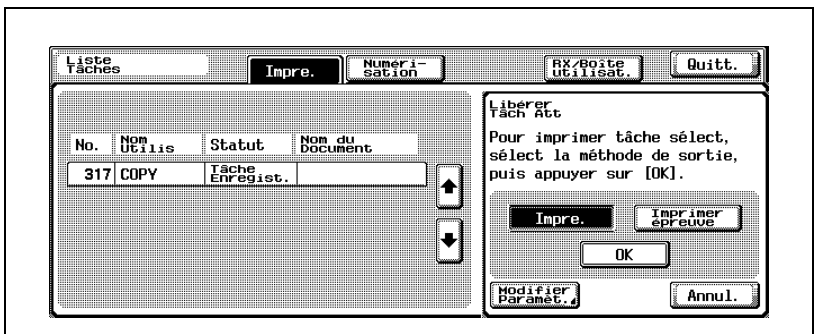 Liste
Tâches
Impre.
Numéri-
sation
RX/Boîte
utilisat.
Quitt.
No.
Nom
Utilis
Statut
Nom du
Document
317
COPY
Tâche
Enregist.
Libérer
Tâch Att
Pour imprimer tâche sélect,
sélect la méthode de sortie,
puis appuyer sur [OK].
Impre.
Imprimer
épreuve
OK
Modifier
Paramèt.
Annul.